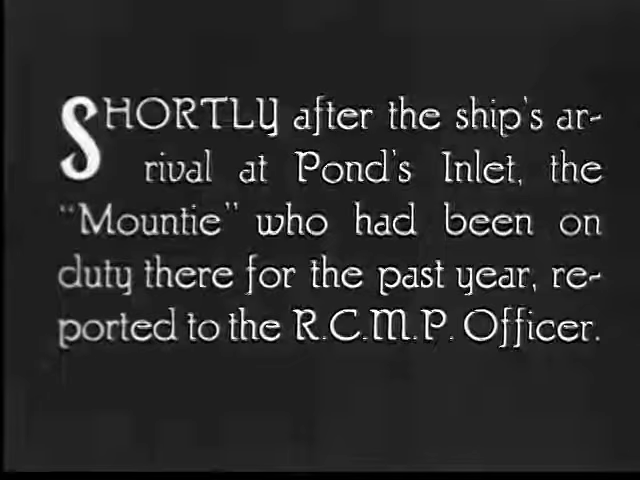 SHORTLY after the ship's ar-
rival at Pond's Inlet, the
"Mountie" who had been on
duty there for the past year, re-
ported to the R.C.M.P. Officer.